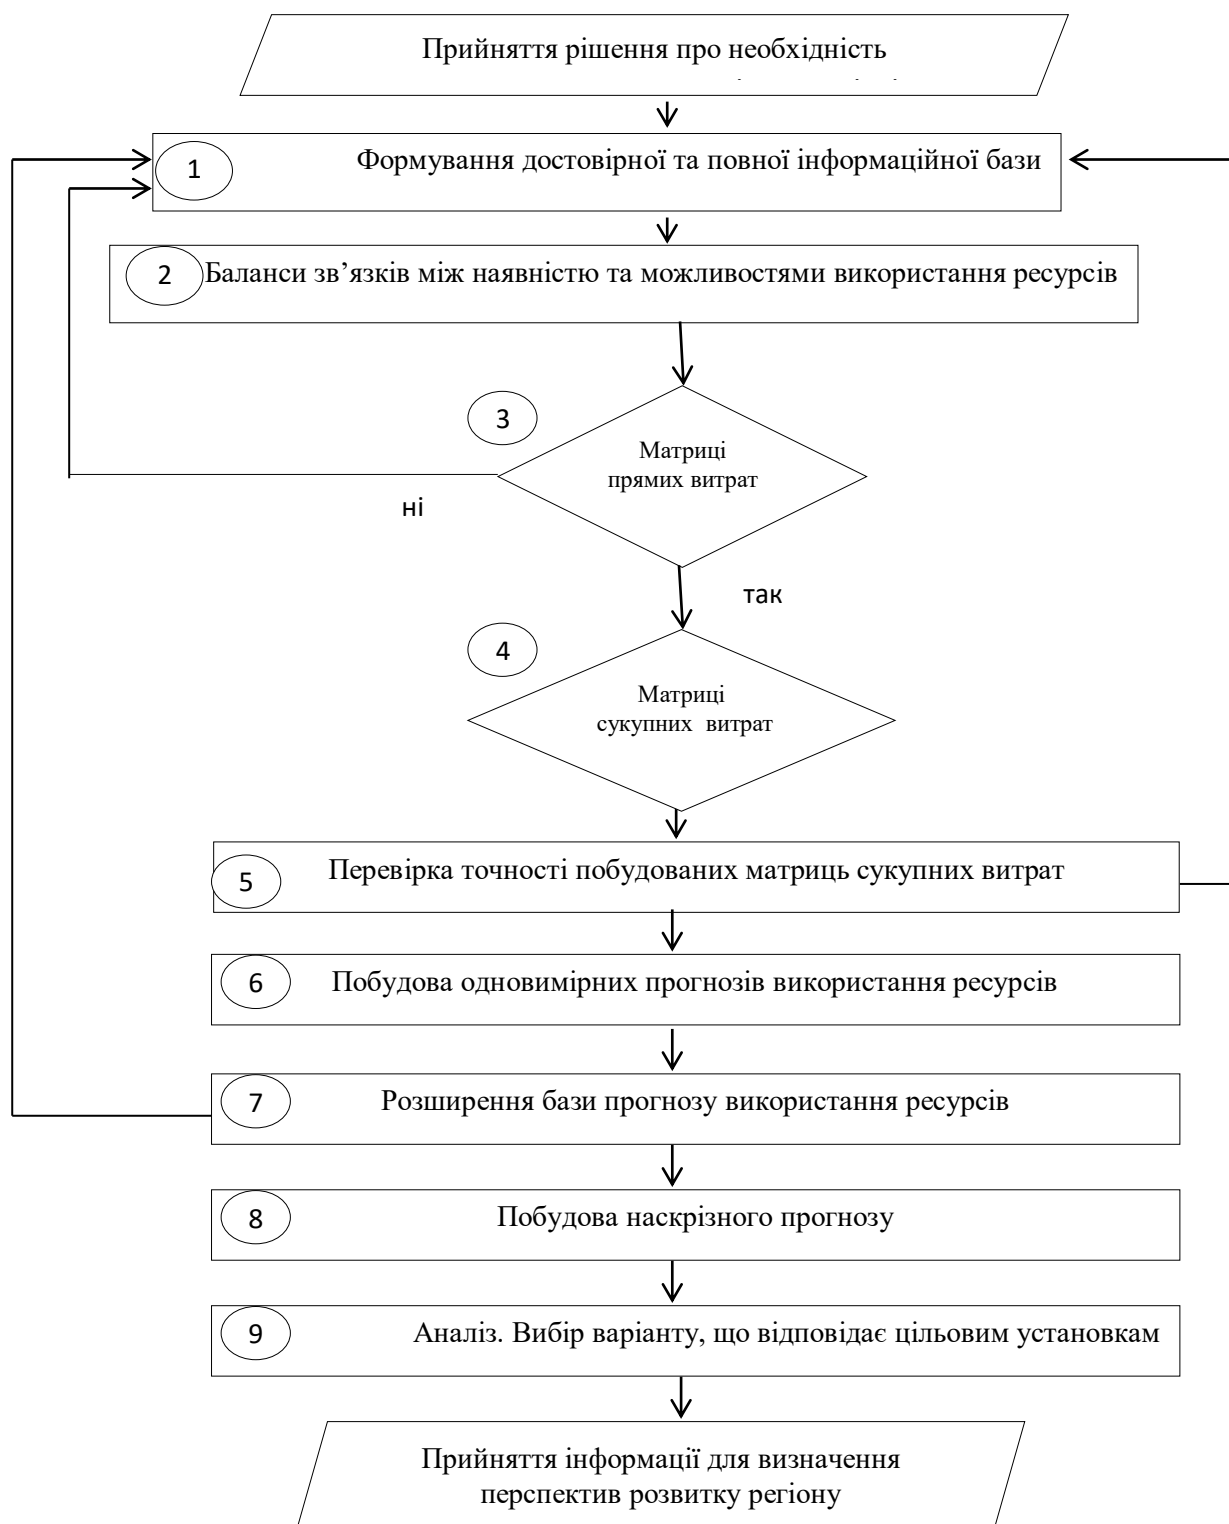 Прийняття рішення про необхідність
1
Формування достовірної та повної інформаційної бази
2
Баланси зв’язків між наявністю та можливостями використання ресурсів
3
Матриці
прямих витрат
ні
так
4
Матриці
сукупних витрат
5
Перевірка точності побудованих матриць сукупних витрат
6
Побудова одновимірних прогнозів використання ресурсів
7
Розширення бази прогнозу використання ресурсів
8
Побудова наскрізного прогнозу
9
Аналіз. Вибір варіанту, що відповідає цільовим установкам
Прийняття інформації для визначення
перспектив розвитку регіону